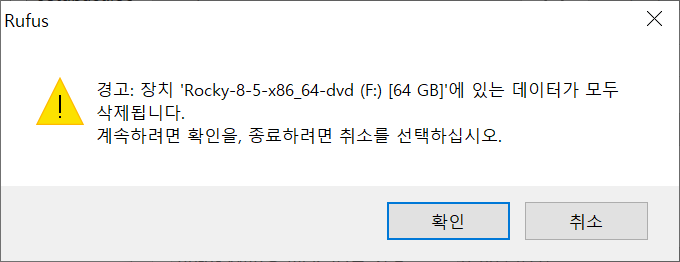 Rufus
경고: 장치 'Rocky-8-5-x86_64-dvd (F:) [64 GB]'에 있는 데이터가 모두
삭제됩니다.
계속하려면 확인을, 종료하려면 취소를 선택하십시오.
확인
취소